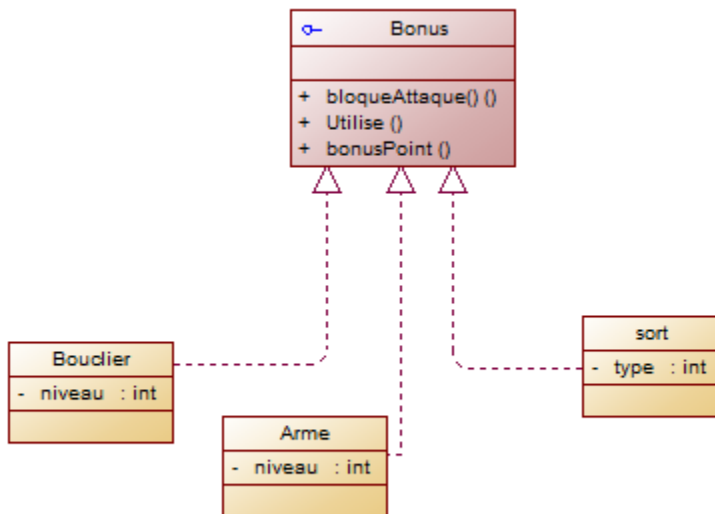 Bonus
+ bloqueAttaque() ()
+ Utilise ()
+ bonusPoint ()
Bouclier
- niveau : int
Arme
- niveau : int
sort
- type : int